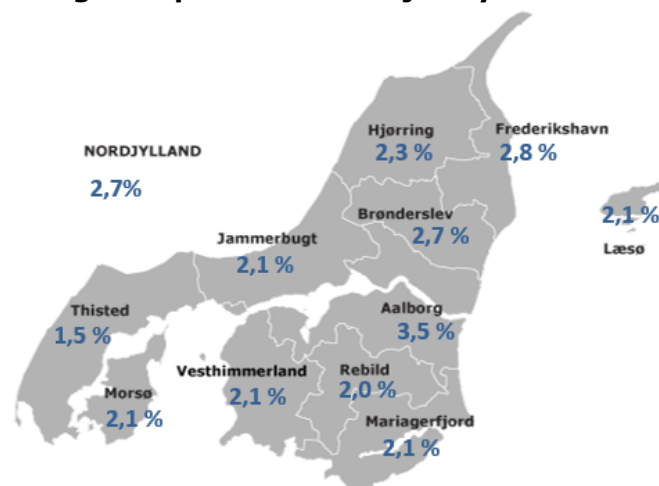 Hjørring
2,3 %
Frederikshavn
2,8 %
NORDJYLLAND
2,7%
Brønderslev
2,7 %
2,1 %
Læsø
Jammerbugt
2,1 %
Thisted
1,5 %
Aalborg
3,5 %
Vesthimmerland
2,1 %
Rebild
2,0 %
Morsø
2,1 %
Mariagerfjord
2,1 %